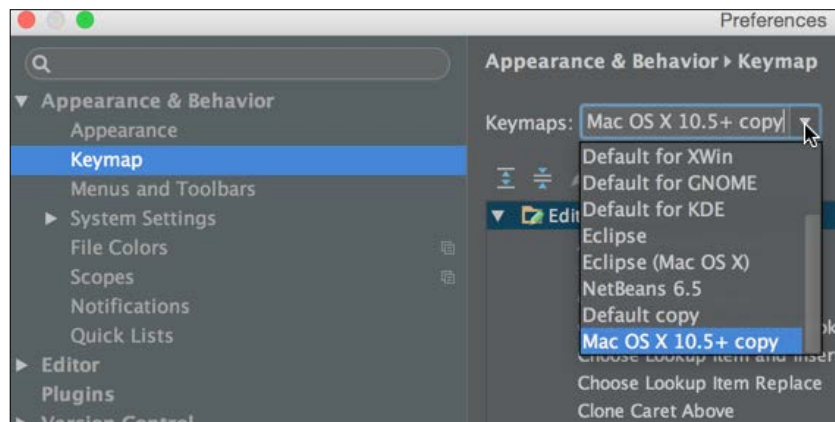 Preferences
Appearance & Behavior
Appearance
Keymap
Menus and Toolbars
System Settings
File Colors
Scopes
Notifications
Quick Lists
Editor
Plugins
Version Control
Appearance & Behavior ▸ Keymap
Keymaps: Mac OS X 10.5+ copy
Default for XWin
Default for GNOME
Default for KDE
Eclipse
Eclipse (Mac OS X)
NetBeans 6.5
Default copy
Mac OS X 10.5+ copy
Choose Lookup Item Replace
Clone Caret Above